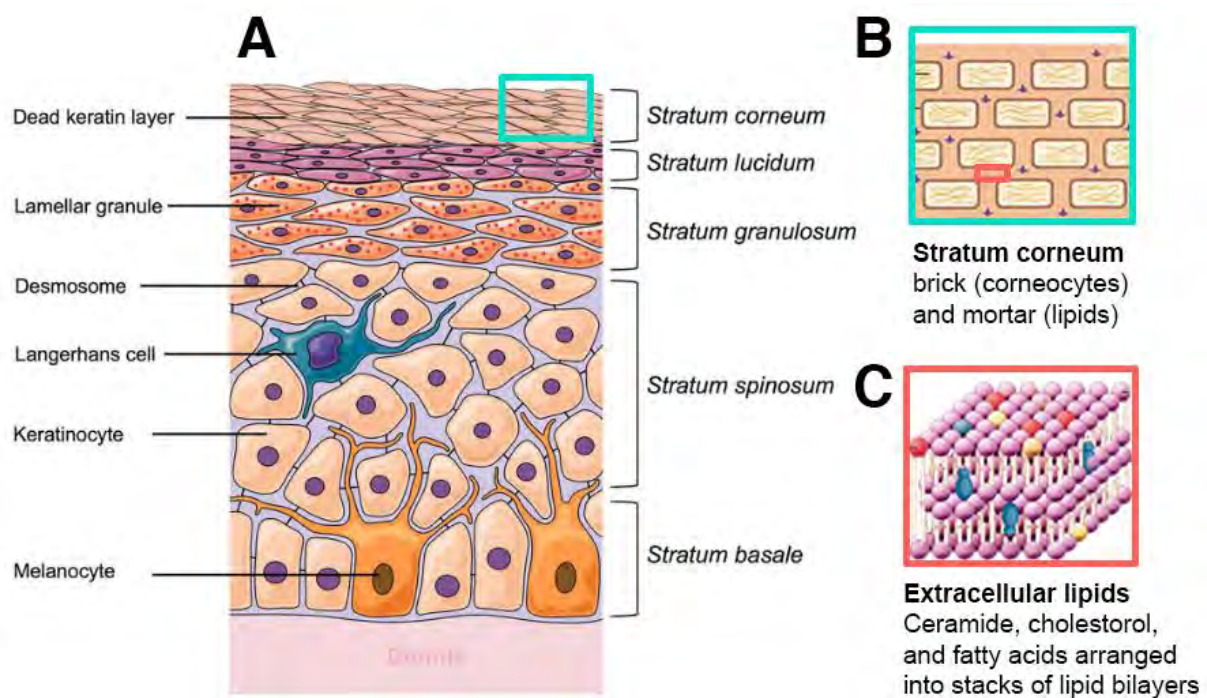 A
Dead keratin layer
Lamellar granule
Desmosome
Langerhans cell
Keratinocyte
Melanocyte
Stratum corneum
Stratum lucidum
Stratum granulosum
Stratum spinosum
Stratum basale
B
Stratum corneum
brick (corneocytes)
and mortar (lipids)
C
Extracellular lipids
Ceramide, cholestorol,
and fatty acids arranged
into stacks of lipid bilayers